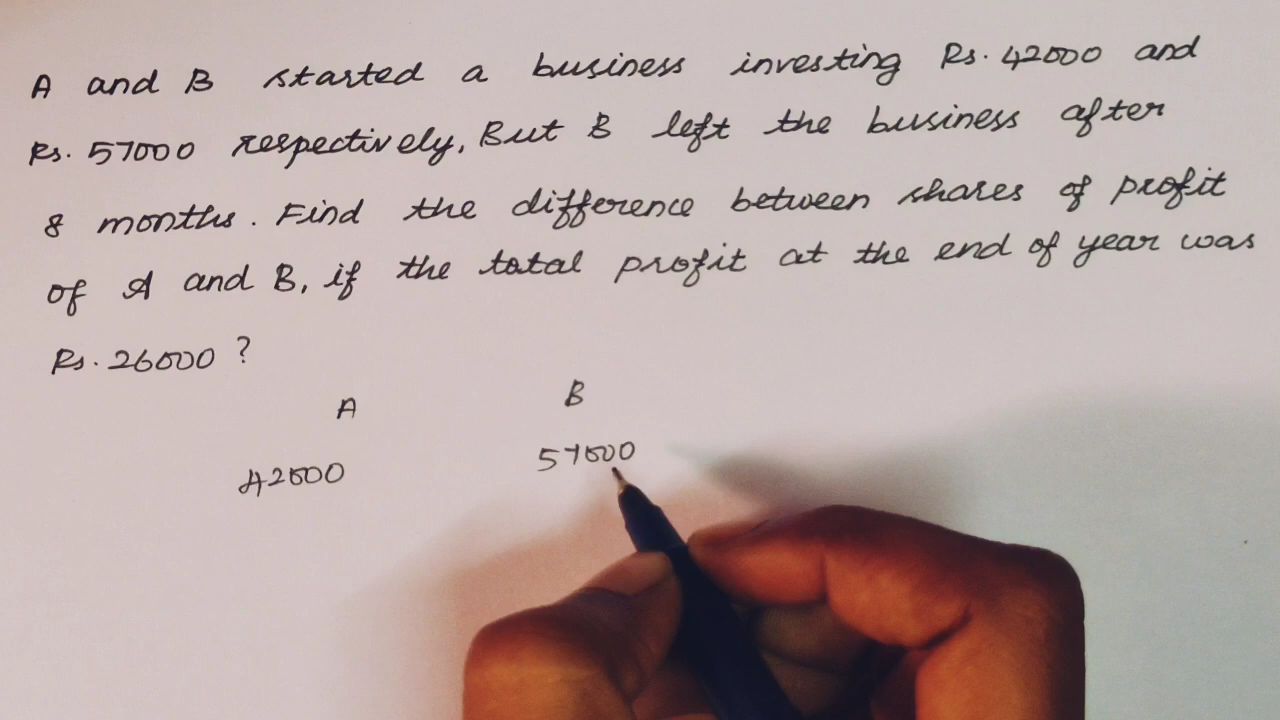 A and B started a business investing Rs. 42000 and
Rs. 57000 respectively, But B left the business after
8 months. Find the difference between shares of profit
of A and B, if the total profit at the end of year was
Rs. 26000 ?
A B
42000 57000